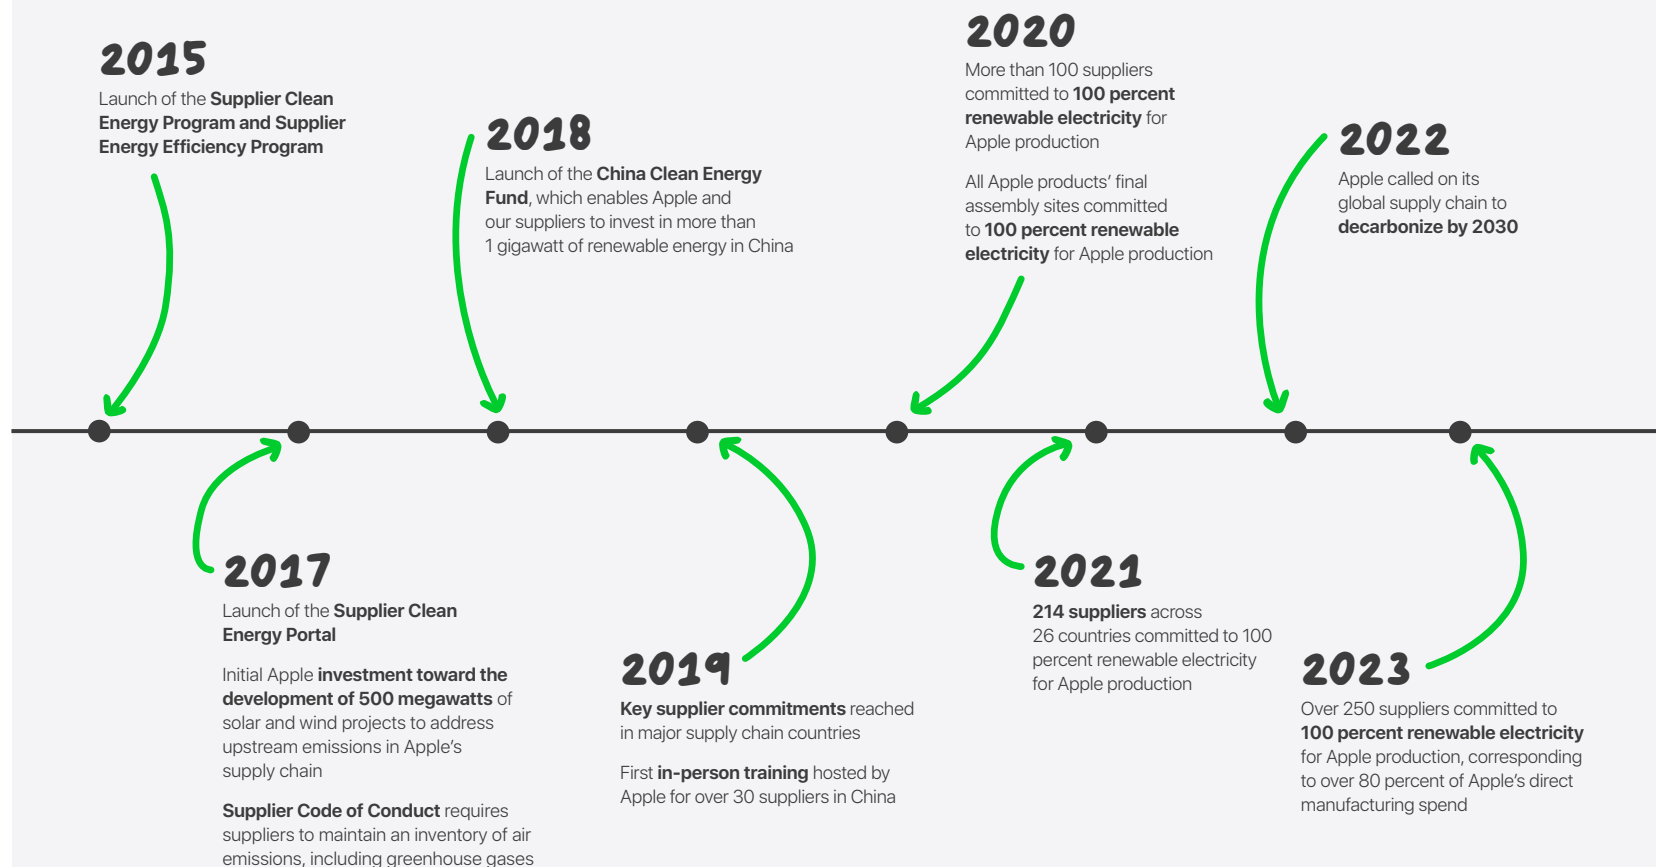 2015
Launch of the Supplier Clean
Energy Program and Supplier
Energy Efficiency Program
2017
Launch of the Supplier Clean
Energy Portal
Initial Apple investment toward the
development of 500 megawatts of
solar and wind projects to address
upstream emissions in Apple’s
supply chain
Supplier Code of Conduct requires
suppliers to maintain an inventory of air
emissions, including greenhouse gases
2018
Launch of the China Clean Energy
Fund, which enables Apple and
our suppliers to invest in more than
1 gigawatt of renewable energy in China
2019
Key supplier commitments reached
in major supply chain countries
First in-person training hosted by
Apple for over 30 suppliers in China
2020
More than 100 suppliers
committed to 100 percent
renewable electricity for
Apple production
All Apple products’ final
assembly sites committed
to 100 percent renewable
electricity for Apple production
2021
214 suppliers across
26 countries committed to 100
percent renewable electricity
for Apple production
2022
Apple called on its
global supply chain to
decarbonize by 2030
2023
Over 250 suppliers committed to
100 percent renewable electricity
for Apple production, corresponding
to over 80 percent of Apple’s direct
manufacturing spend